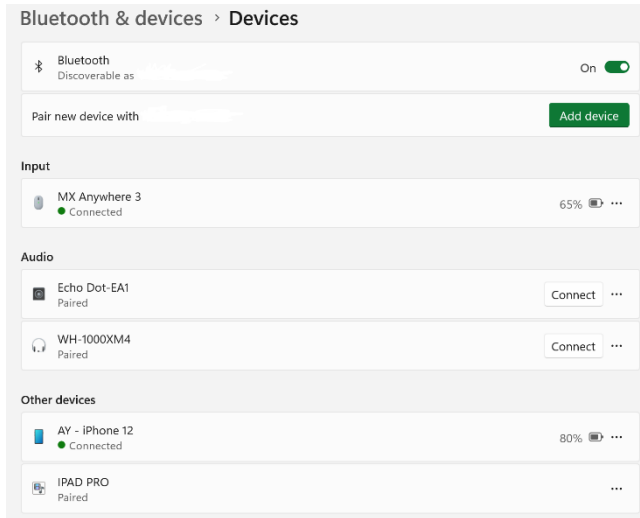 Bluetooth & devices › Devices
Bluetooth
Discoverable as
On
Pair new device with
Add device
Input
MX Anywhere 3
Connected
65%
Audio
Echo Dot-EA1
Paired
Connect
WH-1000XM4
Paired
Connect
Other devices
AY - iPhone 12
Connected
80%
IPAD PRO
Paired